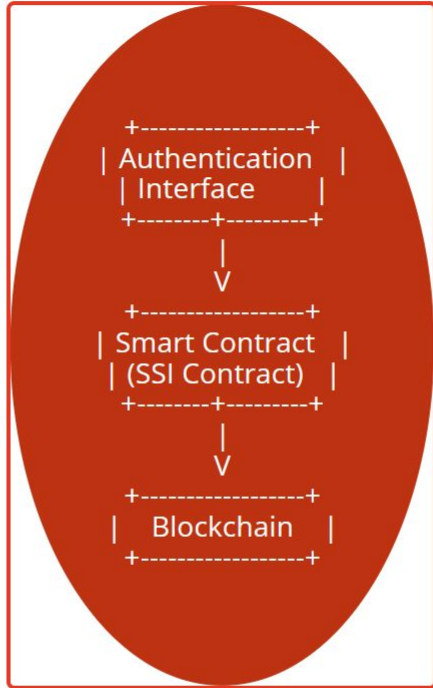 +------------------+
| Authentication |
| Interface |
+--------+---------+
|
V
+------------------+
| Smart Contract |
| (SSI Contract) |
+--------+---------+
|
V
+------------------+
| Blockchain |
+------------------+